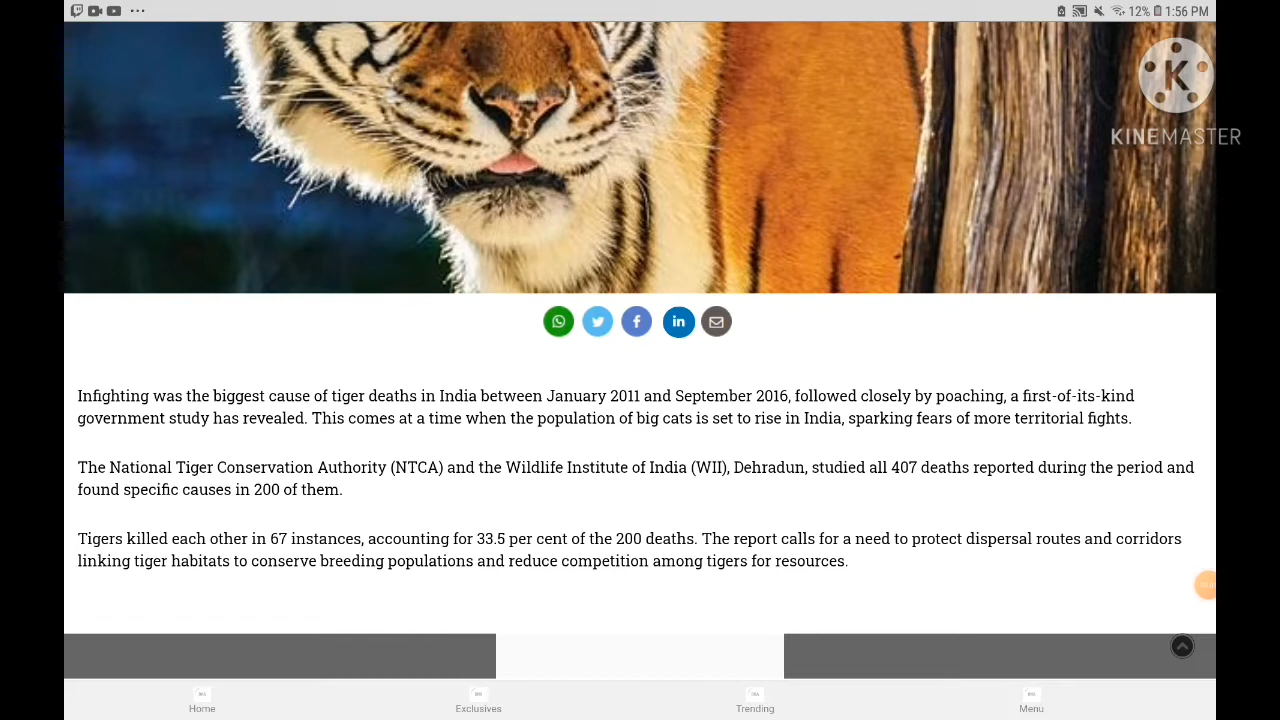 12% 1:56 PM
K
KINEMASTER
in
Infighting was the biggest cause of tiger deaths in India between January 2011 and September 2016, followed closely by poaching, a first-of-its-kind
government study has revealed. This comes at a time when the population of big cats is set to rise in India, sparking fears of more territorial fights.
The National Tiger Conservation Authority (NTCA) and the Wildlife Institute of India (WII), Dehradun, studied all 407 deaths reported during the period and
found specific causes in 200 of them.
Tigers killed each other in 67 instances, accounting for 33.5 per cent of the 200 deaths. The report calls for a need to protect dispersal routes and corridors
linking tiger habitats to conserve breeding populations and reduce competition among tigers for resources.
Home Exclusives Trending Menu